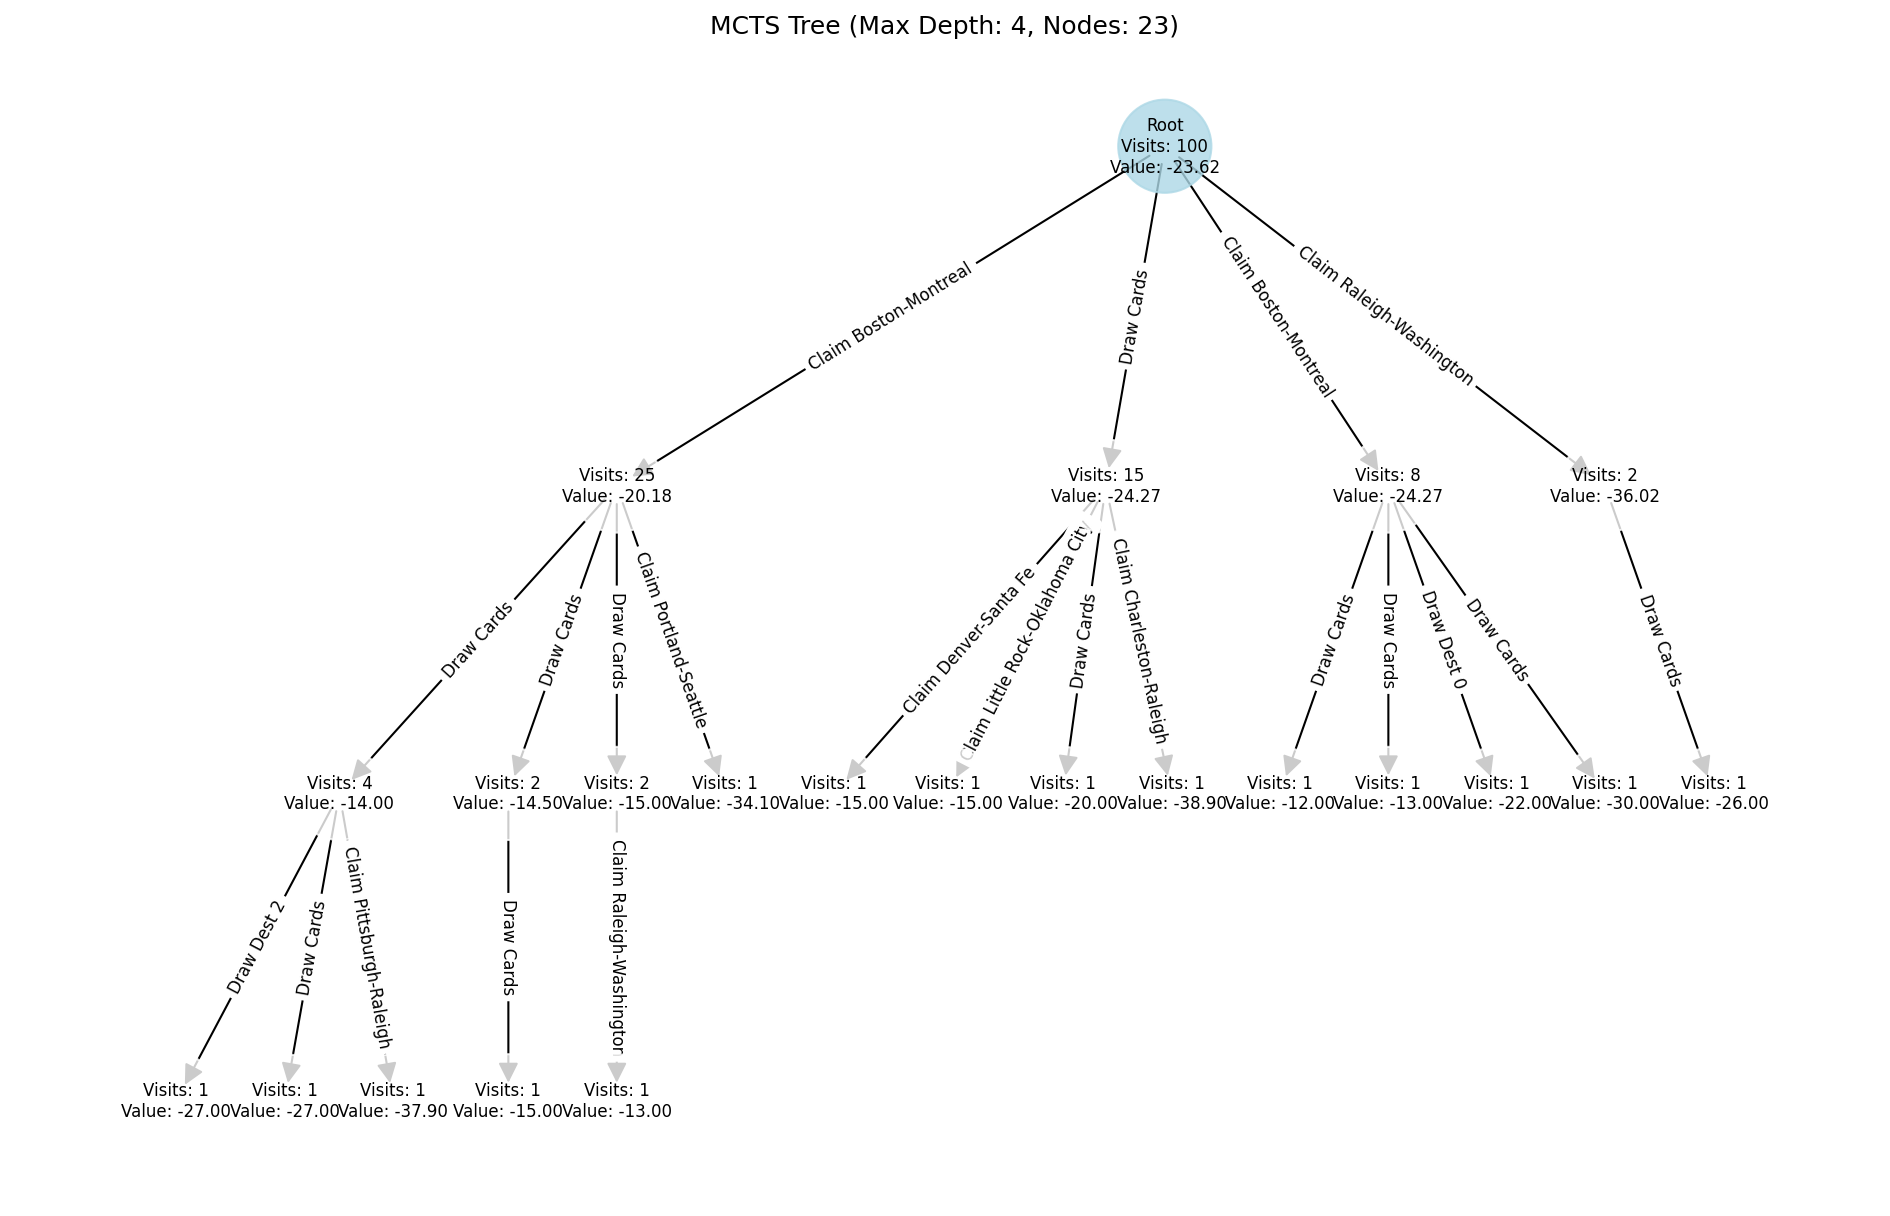 MCTS Tree (Max Depth: 4, Nodes: 23)
Root
Visits: 100
Value: -23.62
Claim Boston-Montreal
Draw Cards
Claim Boston-Montreal
Claim Raleigh-Washington
Visits: 25
Value: -20.18
Visits: 15
Value: -24.27
Visits: 8
Value: -24.27
Visits: 2
Value: -36.02
Draw Cards
Draw Cards
Draw Cards
Claim Portland-Seattle
Claim Denver-Santa Fe
Claim Little Rock-Oklahoma City
Draw Cards
Claim Charleston-Raleigh
Draw Cards
Draw Cards
Draw Dest 0
Draw Cards
Draw Cards
Visits: 4
Value: -14.00
Visits: 2
Value: -14.50
Visits: 2
Value: -15.00
Visits: 1
Value: -34.10
Visits: 1
Value: -15.00
Visits: 1
Value: -15.00
Visits: 1
Value: -20.00
Visits: 1
Value: -38.90
Visits: 1
Value: -12.00
Visits: 1
Value: -13.00
Visits: 1
Value: -22.00
Visits: 1
Value: -30.00
Visits: 1
Value: -26.00
Draw Dest 2
Draw Cards
Claim Pittsburgh-Raleigh
Draw Cards
Claim Raleigh-Washington
Visits: 1
Value: -27.00
Visits: 1
Value: -27.00
Visits: 1
Value: -37.90
Visits: 1
Value: -15.00
Visits: 1
Value: -13.00